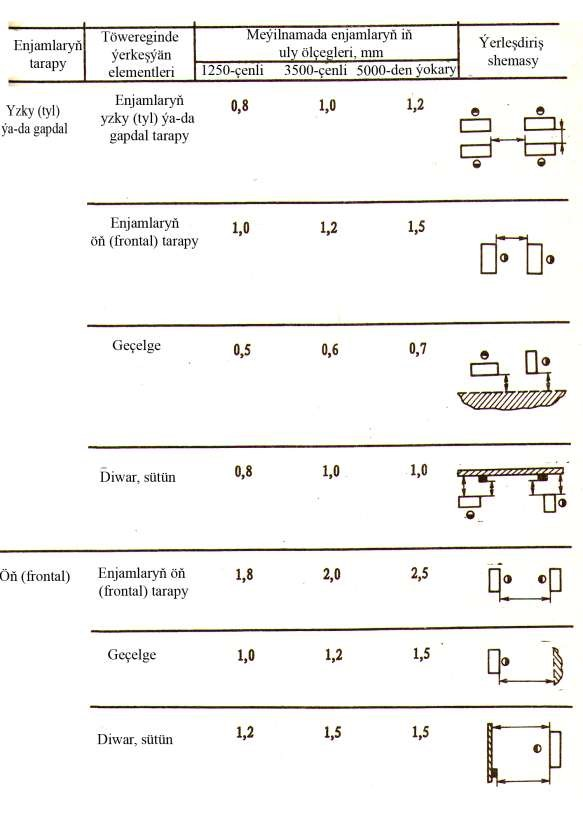 Enjamlaryň
tarapy
Töwereginde
ýerkeşýän
elementleri
Meýilnamada enjamlaryň iň
uly ölçegleri, mm
1250-çenli 3500-çenli 5000-den ýokary
Ýerleşdiriş
shemasy
Yzky (tyl)
ýa-da gapdal
Enjamlaryň
yzky (tyl) ýa-da
gapdal tarapy
0,8 1,0 1,2
Enjamlaryň
öň (frontal) tarapy
1,0 1,2 1,5
Geçelge
0,5 0,6 0,7
Diwar, sütün
0,8 1,0 1,0
Öň (frontal)
Enjamlaryň öň
(frontal) tarapy
1,8 2,0 2,5
Geçelge
1,0 1,2 1,5
Diwar, sütün
1,2 1,5 1,5